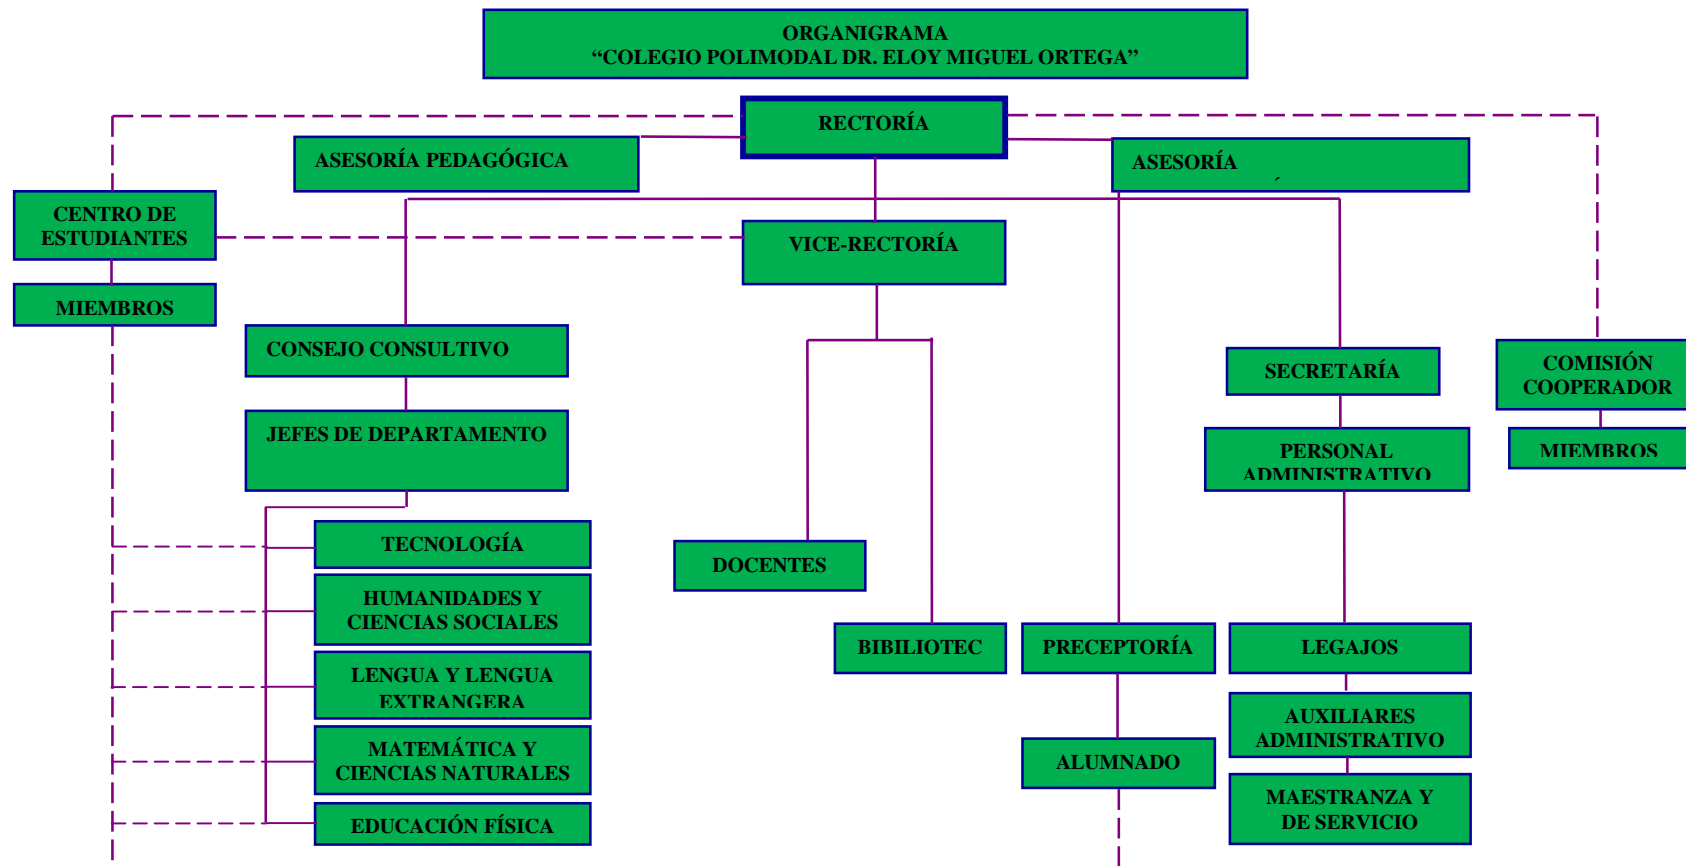 ORGANIGRAMA
“COLEGIO POLIMODAL DR. ELOY MIGUEL ORTEGA”
RECTORÍA
ASESORÍA PEDAGÓGICA
ASESORÍA
CENTRO DE
ESTUDIANTES
VICE-RECTORÍA
MIEMBROS
CONSEJO CONSULTIVO
SECRETARÍA
COMISIÓN
COOPERADOR
JEFES DE DEPARTAMENTO
PERSONAL
ADMINISTRATIVO
MIEMBROS
TECNOLOGÍA
DOCENTES
HUMANIDADES Y
CIENCIAS SOCIALES
BIBILIOTEC
PRECEPTORÍA
LEGAJOS
LENGUA Y LENGUA
EXTRANGERA
AUXILIARES
ADMINISTRATIVO
MATEMÁTICA Y
CIENCIAS NATURALES
ALUMNADO
MAESTRANZA Y
DE SERVICIO
EDUCACIÓN FÍSICA